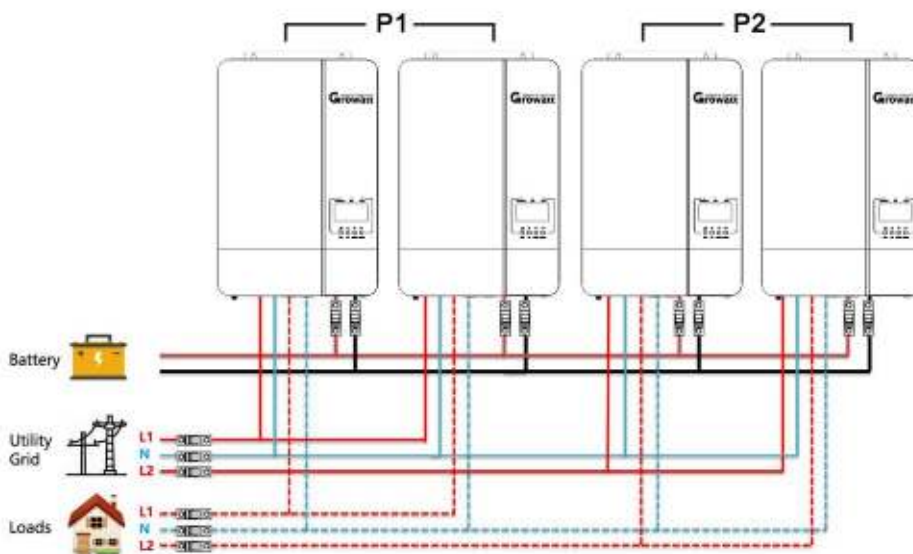 P1
P2
Growatt
Growatt
Growatt
Growatt
Battery
Utility
Grid
L1
N
L2
Loads
L1
N
L2